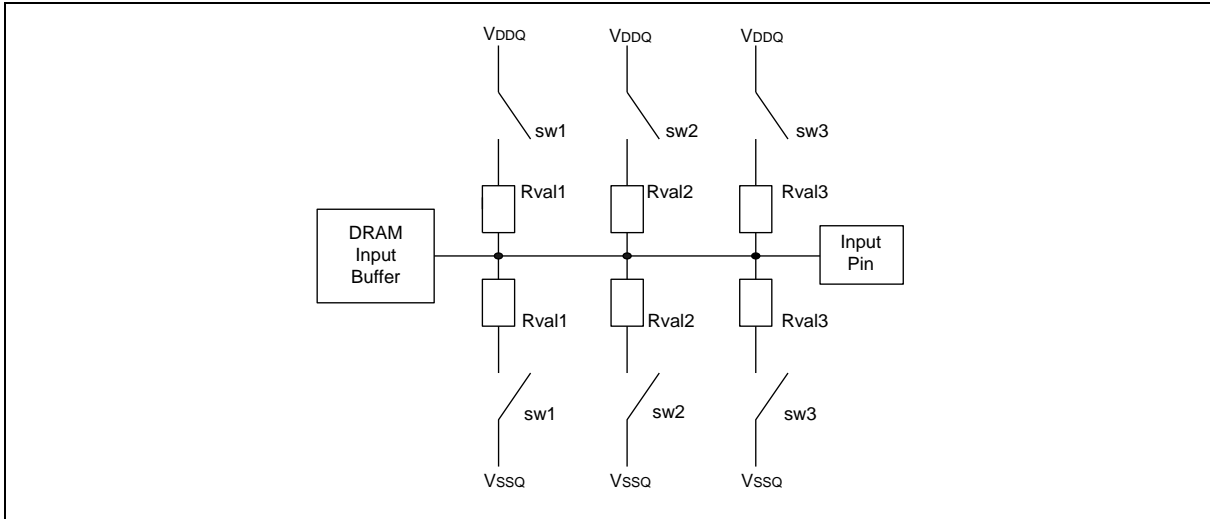 VDDQ VDDQ VDDQ
sw1 sw2 sw3
Rval1 Rval2 Rval3
DRAM
Input
Buffer
Input
Pin
Rval1 Rval2 Rval3
sw1 sw2 sw3
VSSQ VSSQ VSSQ